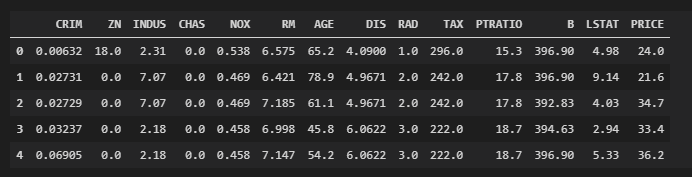 CRIM ZN INDUS CHAS NOX RM AGE DIS RAD TAX PTRATIO B LSTAT PRICE
0 0.00632 18.0 2.31 0.0 0.538 6.575 65.2 4.0900 1.0 296.0 15.3 396.90 4.98 24.0
1 0.02731 0.0 7.07 0.0 0.469 6.421 78.9 4.9671 2.0 242.0 17.8 396.90 9.14 21.6
2 0.02729 0.0 7.07 0.0 0.469 7.185 61.1 4.9671 2.0 242.0 17.8 392.83 4.03 34.7
3 0.03237 0.0 2.18 0.0 0.458 6.998 45.8 6.0622 3.0 222.0 18.7 394.63 2.94 33.4
4 0.06905 0.0 2.18 0.0 0.458 7.147 54.2 6.0622 3.0 222.0 18.7 396.90 5.33 36.2